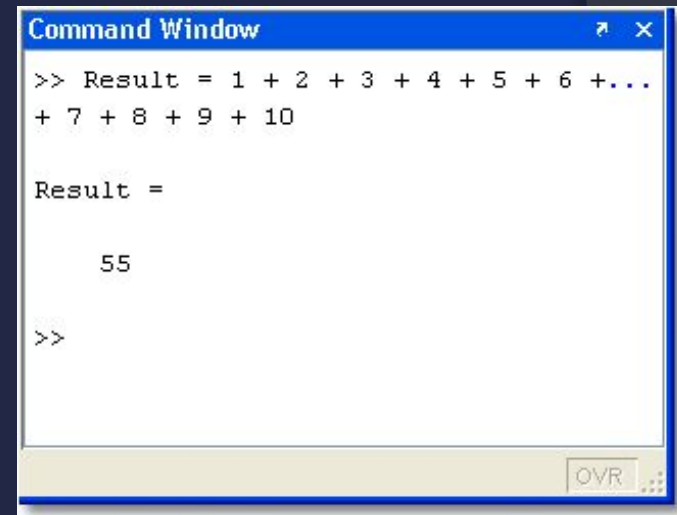 Command Window
>> Result = 1 + 2 + 3 + 4 + 5 + 6 +...
+ 7 + 8 + 9 + 10
Result =
55
>>
OVR